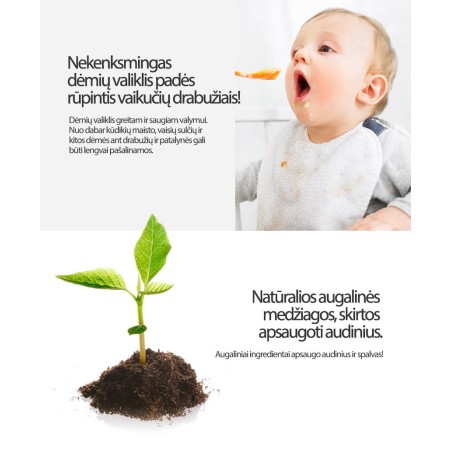 Nekenksmingas
dėmių valiklis padės
rūpintis vaikučių drabužiais!
Dėmių valiklis greitam ir saugiam valymui.
Nuo dabar kūdikių maisto, vaisių sulčių ir
kitos dėmės ant drabužių ir patalynės gali
būti lengvai pašalinamos.
Natūralios augalinės
medžiagos, skirtos
apsaugoti audinius.
Augaliniai ingredientai apsaugo audinius ir spalvas!